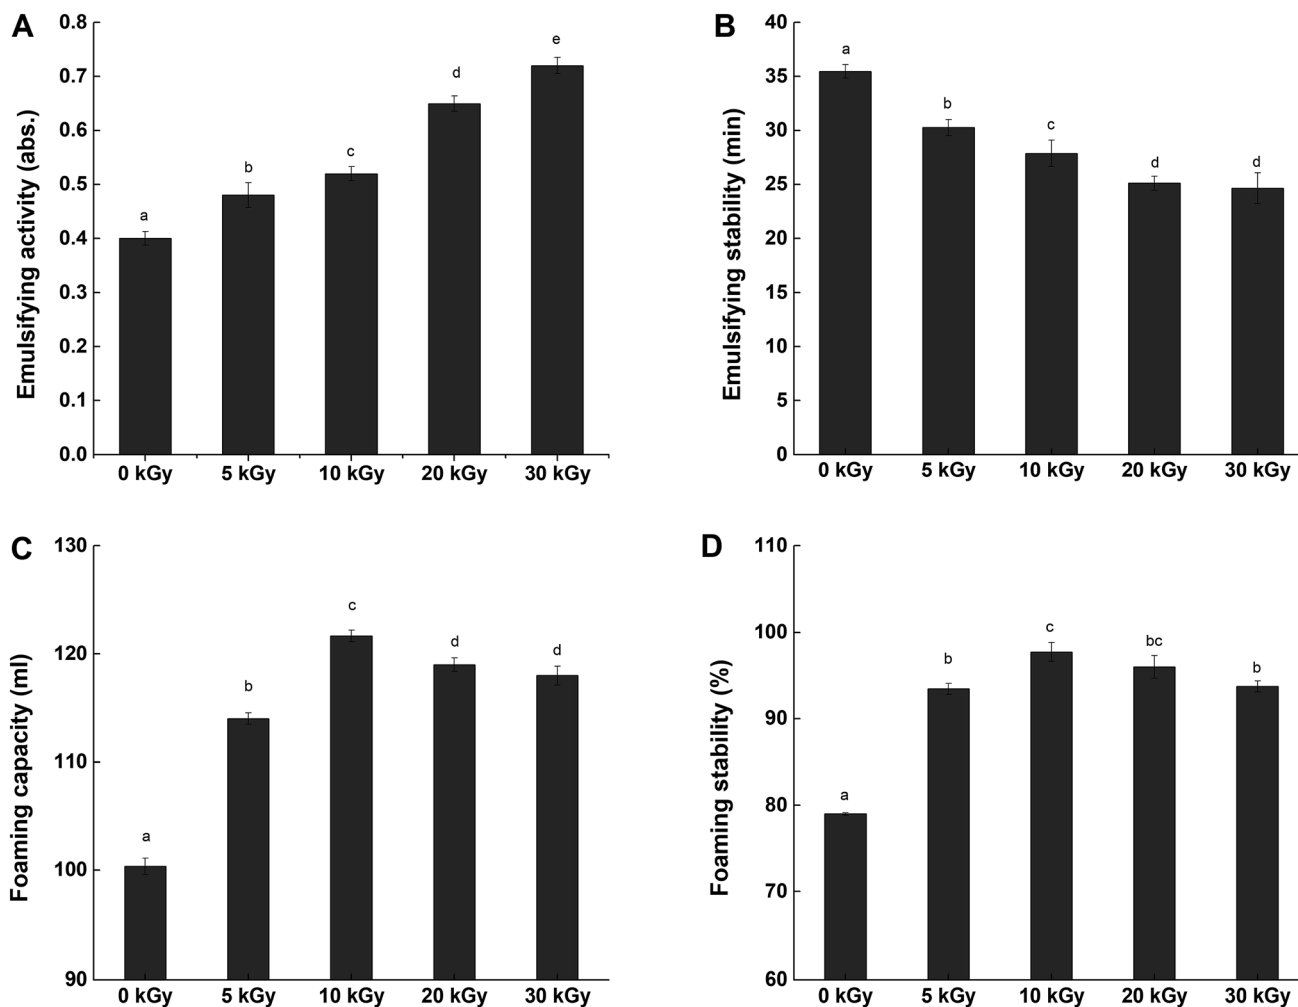 A
Emulsifying activity (abs.)
0.8
0.7
0.6
0.5
0.4
0.3
0.2
0.1
0.0
a
b
c
d
e
0 kGy 5 kGy 10 kGy 20 kGy 30 kGy
B
Emulsifying stability (min)
40
35
30
25
20
15
10
5
0
a
b
c
d
d
0 kGy 5 kGy 10 kGy 20 kGy 30 kGy
C
Foaming capacity (ml)
130
120
110
100
90
a
b
c
d
d
0 kGy 5 kGy 10 kGy 20 kGy 30 kGy
D
Foaming stability (%)
110
100
90
80
70
60
a
b
c
bc
b
0 kGy 5 kGy 10 kGy 20 kGy 30 kGy